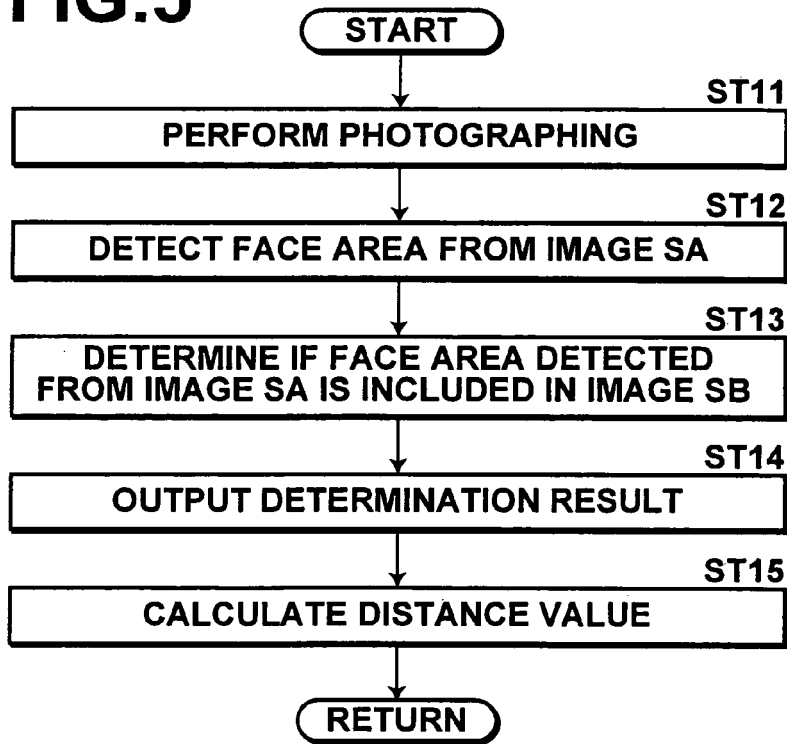 FIG.5
START
ST11
PERFORM PHOTOGRAPHING
ST12
DETECT FACE AREA FROM IMAGE SA
ST13
DETERMINE IF FACE AREA DETECTED
FROM IMAGE SA IS INCLUDED IN IMAGE SB
ST14
OUTPUT DETERMINATION RESULT
ST15
CALCULATE DISTANCE VALUE
RETURN